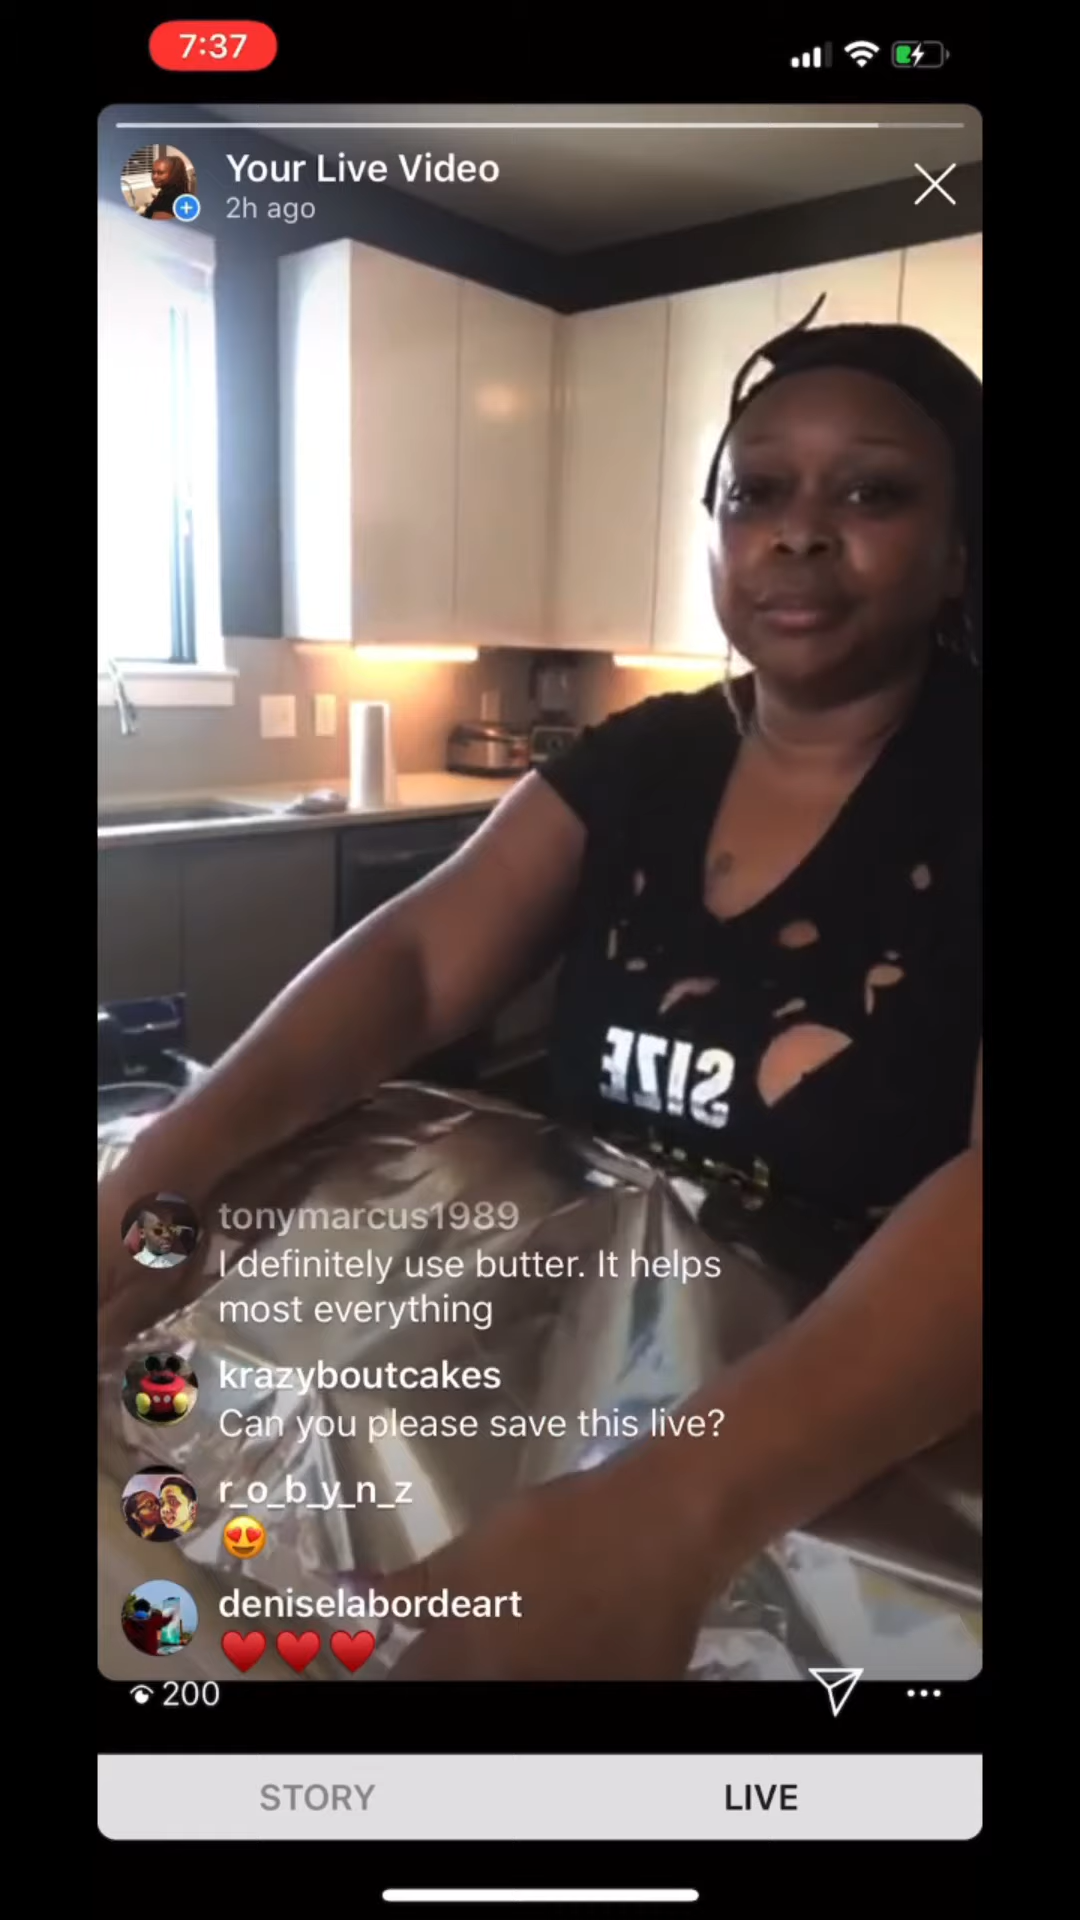 7:37
Your Live Video
2h ago
SIZE
tonymarcus1989
I definitely use butter. It helps
most everything
krazyboutcakes
Can you please save this live?
r_o_b_y_n_z
😍
deniselabordeart
❤️❤️❤️
200
STORY
LIVE